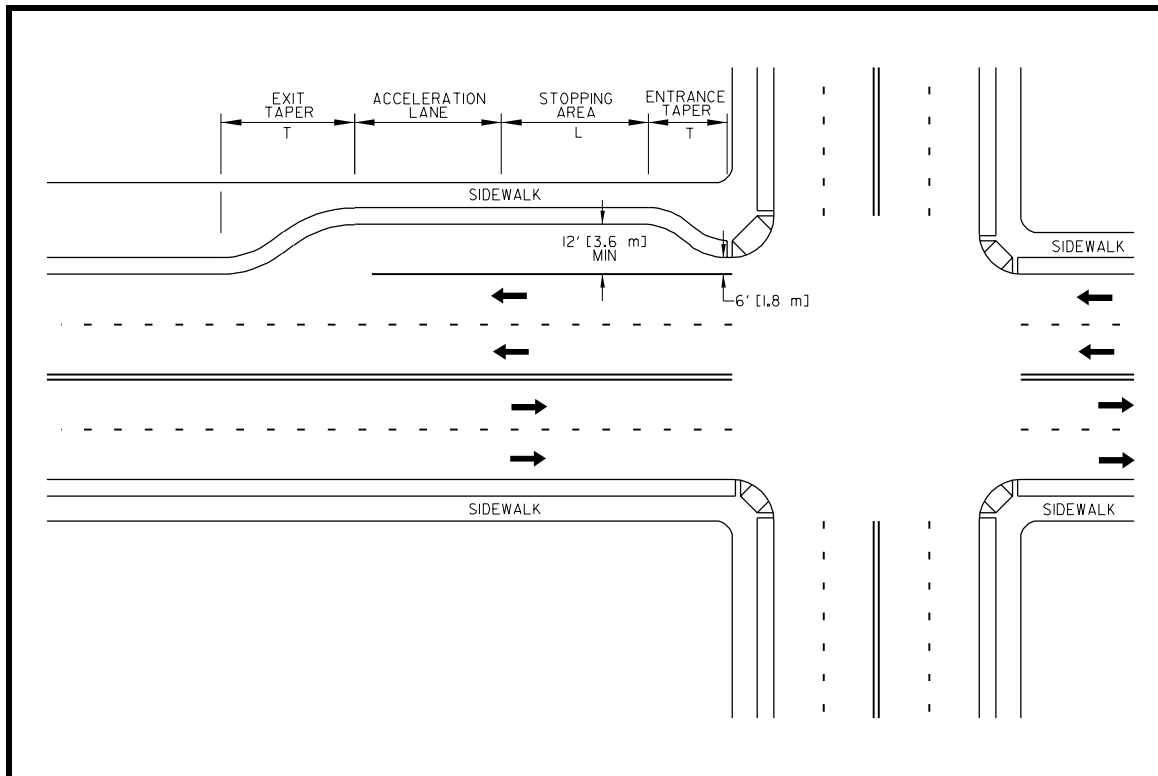 EXIT
TAPER
T
ACCELERATION
LANE
STOPPING
AREA
L
ENTRANCE
TAPER
T
SIDEWALK
12' [3.6 m]
MIN
6' [1.8 m]
SIDEWALK
SIDEWALK
SIDEWALK